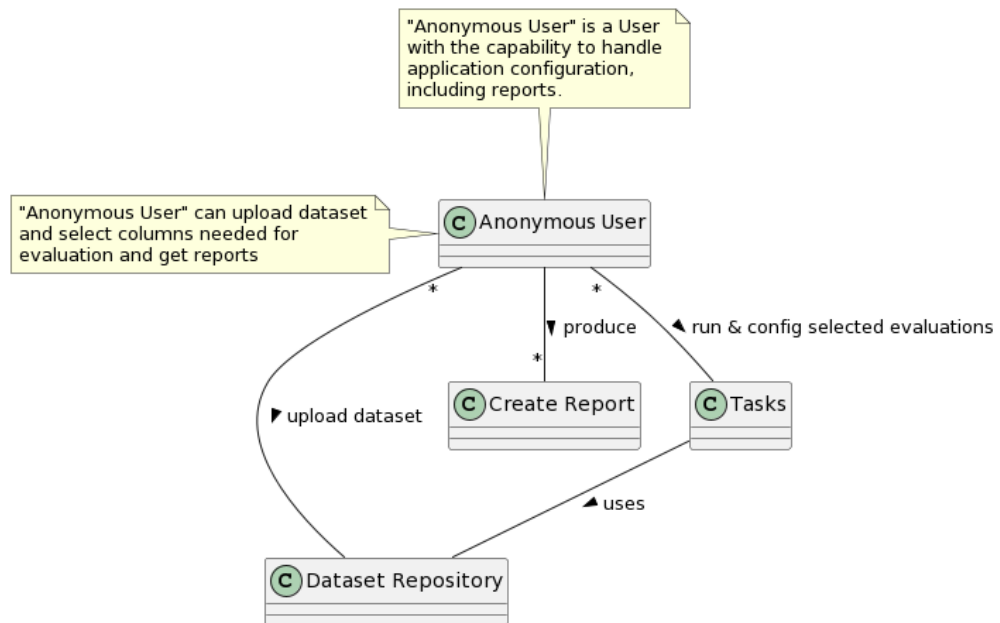 "Anonymous User" is a User
with the capability to handle
application configuration,
including reports.
"Anonymous User" can upload dataset
and select columns needed for
evaluation and get reports
C Anonymous User
*
*
produce
run & config selected evaluations
*
C Create Report
C Tasks
upload dataset
uses
C Dataset Repository